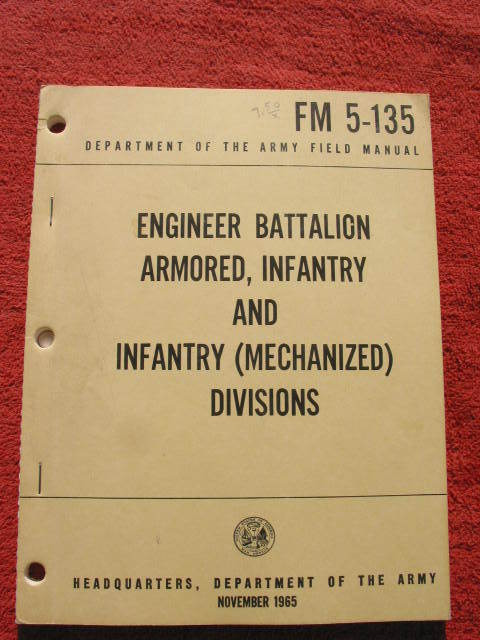 FM 5-135
DEPARTMENT OF THE ARMY FIELD MANUAL
ENGINEER BATTALION
ARMORED, INFANTRY
AND
INFANTRY (MECHANIZED)
DIVISIONS
HEADQUARTERS, DEPARTMENT OF THE ARMY
NOVEMBER 1965